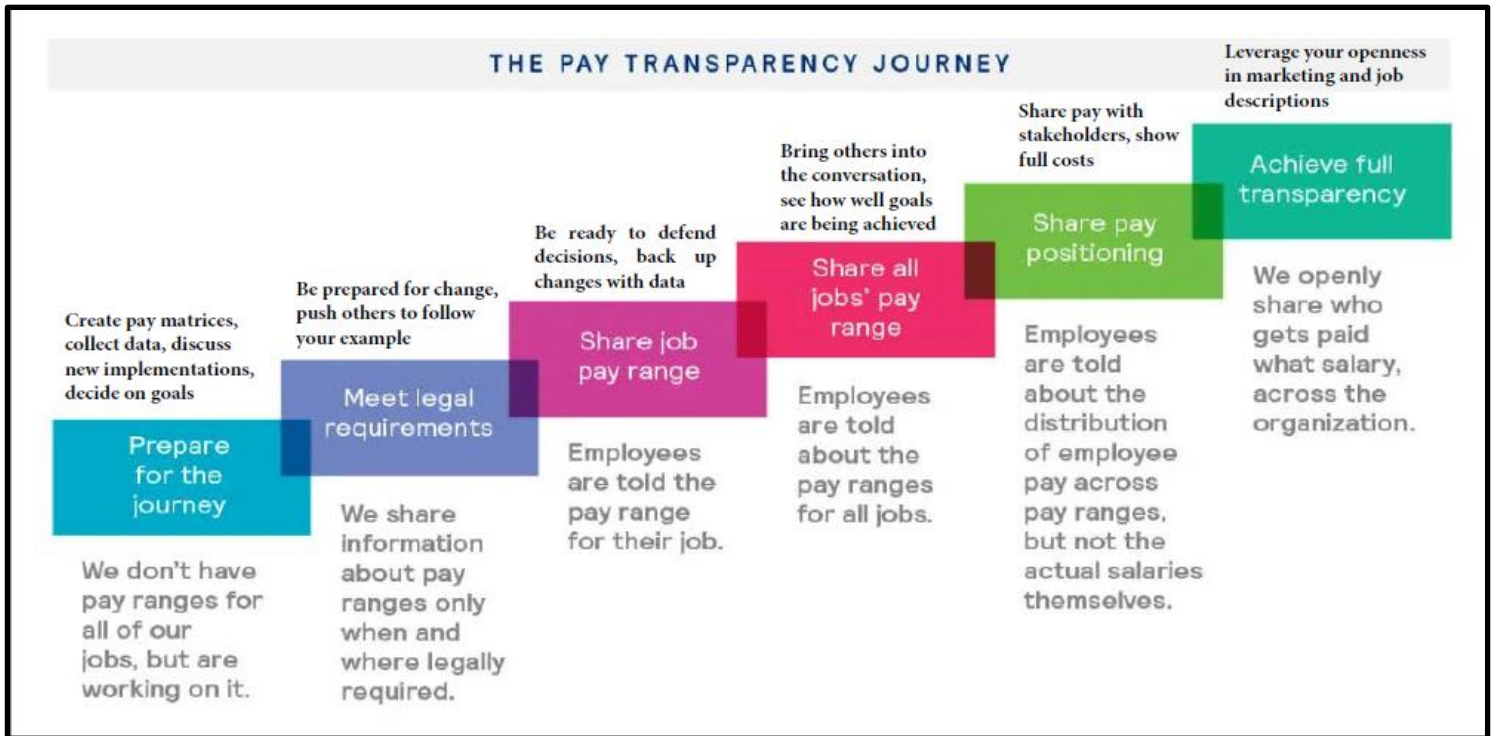 THE PAY TRANSPARENCY JOURNEY
Create pay matrices,
collect data, discuss
new implementations,
decide on goals
Prepare
for the
journey
We don't have
pay ranges for
all of our
jobs, but are
working on it.
Be prepared for change,
push others to follow
your example
Meet legal
requirements
We share
information
about pay
ranges only
when and
where legally
required.
Be ready to defend
decisions, back up
changes with data
Share job
pay range
Employees
are told the
pay range
for their job.
Bring others into
the conversation,
see how well goals
are being achieved
Share all
jobs' pay
range
Employees
are told
about the
pay ranges
for all jobs.
Share pay with
stakeholders, show
full costs
Share pay
positioning
Employees
are told
about the
distribution
of employee
pay across
pay ranges,
but not the
actual salaries
themselves.
Leverage your openness
in marketing and job
descriptions
Achieve full
transparency
We openly
share who
gets paid
what salary,
across the
organization.